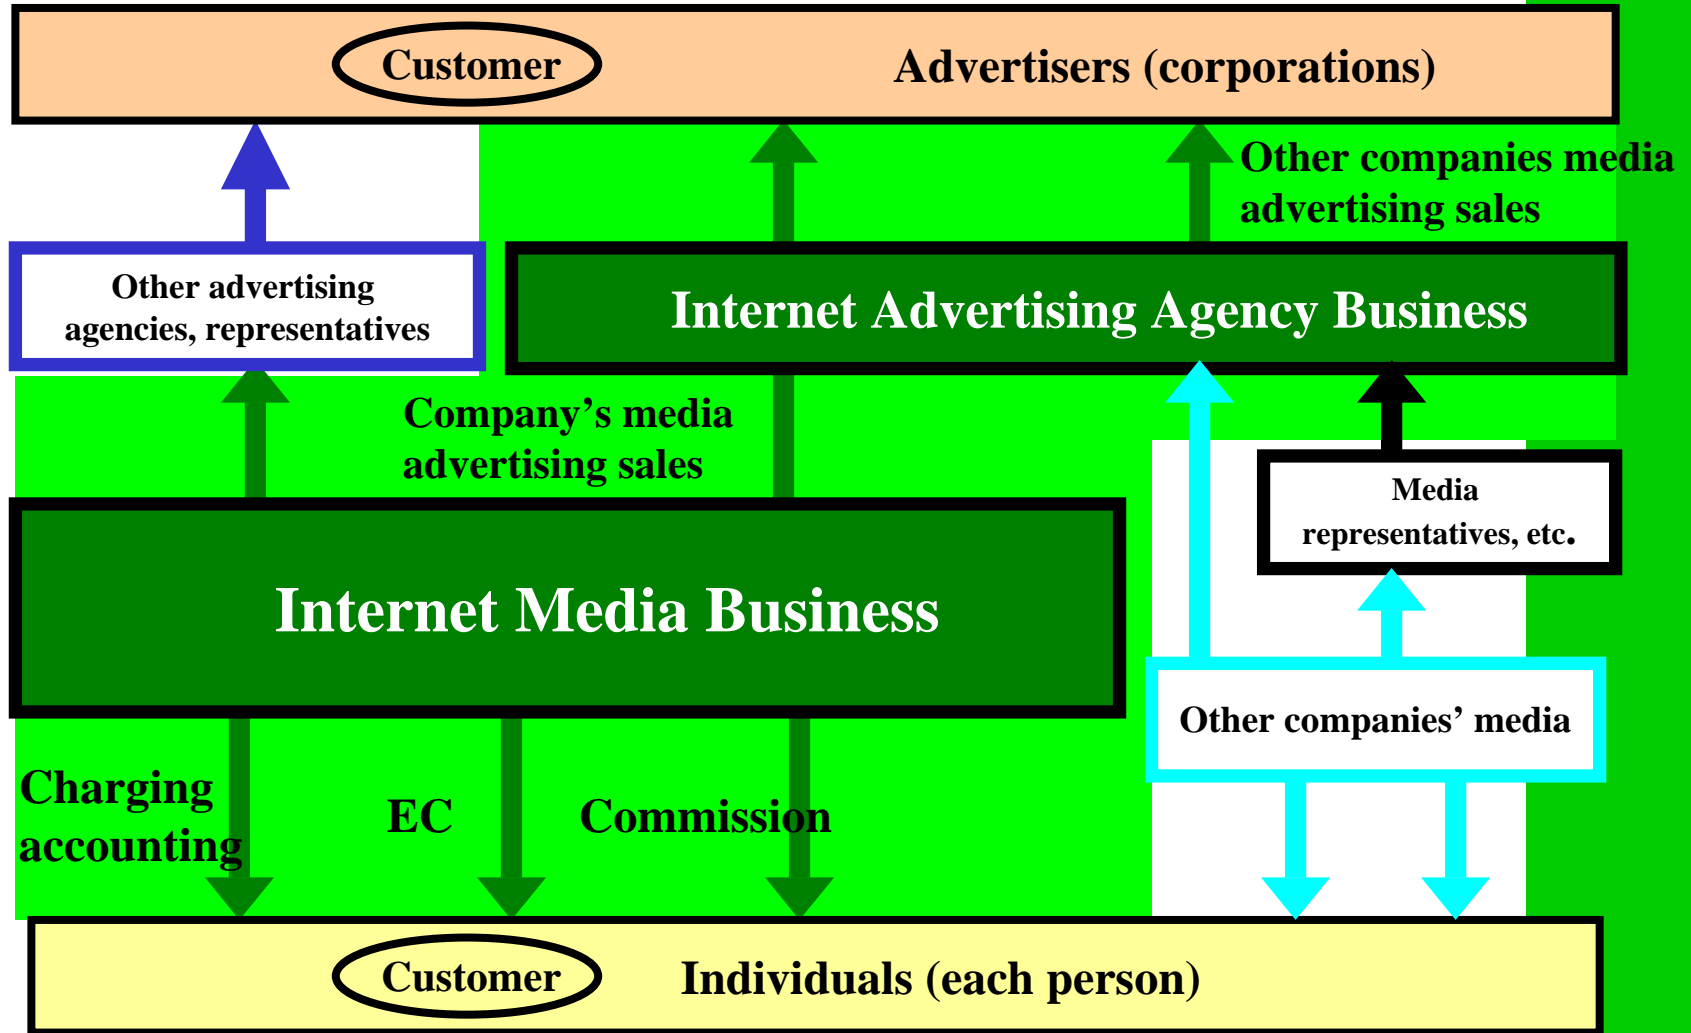 Customer
Advertisers (corporations)
Other companies media
advertising sales
Other advertising
agencies, representatives
Internet Advertising Agency Business
Company’s media
advertising sales
Media
representatives, etc.
Internet Media Business
Other companies’ media
Charging
accounting
EC
Commission
Customer
Individuals (each person)